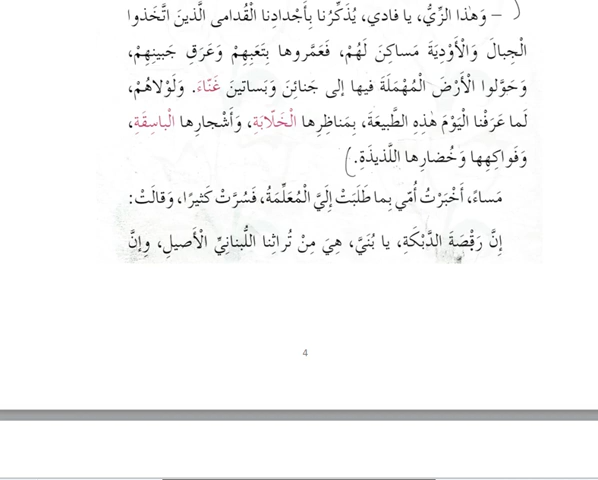 – وَهٰذا الزِّيُّ، يا فادي، يُذَكِّرُنا بِأَجْدادِنا الْقُدامى الَّذينَ اتَّخَذوا
الْجِبالَ وَالْأَوْدِيَةَ مَساكِنَ لَهُمْ، فَعَمَّروها بِتَعَبِهِمْ وَعَرَقِ جَبينِهِمْ،
وَحَوَّلوا الْأَرْضَ الْمُهْمَلَةَ فيها إلى جَنائِنَ وَبَساتينَ غَنّاءَ. وَلَوْلاهُمْ،
لَما عَرَفْنا الْيَوْمَ هٰذِهِ الطَّبيعَةَ، بِمَناظِرِها الْخَلّابَةِ، وَأَشْجارِها الْباسِقَةِ،
وَفَواكِهِها وَخُضارِها اللَّذيذَةِ.)
مَساءً، أَخْبَرْتُ أُمّي بِما طَلَبَتْ إِلَيَّ الْمُعَلِّمَةُ، فَسُرَّتْ كَثيرًا، وَقالَتْ:
إِنَّ رَقْصَةَ الدَّبْكَةِ، يا بُنَيَّ، هِيَ مِنْ تُراثِنا اللُّبنانِيِّ الْأَصيلِ، وإِنَّ
4